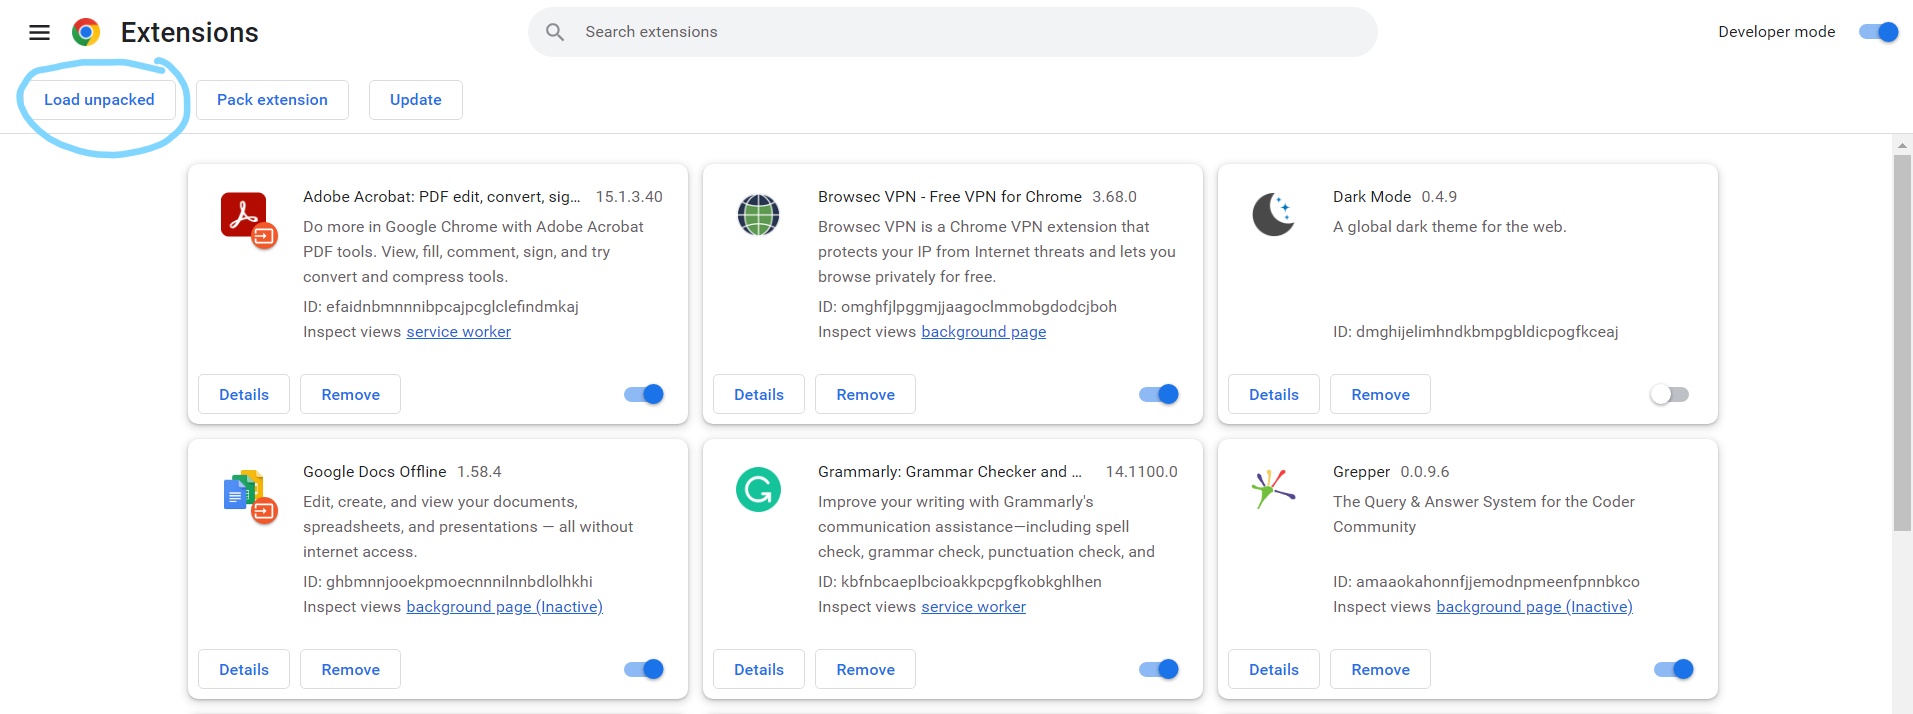 Extensions
Search extensions
Developer mode
Load unpacked
Pack extension
Update
Adobe Acrobat: PDF edit, convert, sig... 15.1.3.40
Do more in Google Chrome with Adobe Acrobat
PDF tools. View, fill, comment, sign, and try
convert and compress tools.
ID: efaidnbmnnnibpcajpcglclefindmkaj
Inspect views service worker
Details
Remove
Browsec VPN - Free VPN for Chrome 3.68.0
Browsec VPN is a Chrome VPN extension that
protects your IP from Internet threats and lets you
browse privately for free.
ID: omghfjlpggmjjaagoclmmobgdodcjboh
Inspect views background page
Details
Remove
Dark Mode 0.4.9
A global dark theme for the web.
ID: dmghijelimhndkbmpgbldicpogfkceaj
Details
Remove
Google Docs Offline 1.58.4
Edit, create, and view your documents,
spreadsheets, and presentations — all without
internet access.
ID: ghbmnnjooekpmoecnnnilnnbdlolhkhi
Inspect views background page (Inactive)
Details
Remove
Grammarly: Grammar Checker and ... 14.1100.0
Improve your writing with Grammarly's
communication assistance—including spell
check, grammar check, punctuation check, and
ID: kbfnbcaeplbcioakkpcpgfkobkghlhen
Inspect views service worker
Details
Remove
Grepper 0.0.9.6
The Query & Answer System for the Coder
Community
ID: amaaokahonnfjjemodnpmeenfpnnbkco
Inspect views background page (Inactive)
Details
Remove